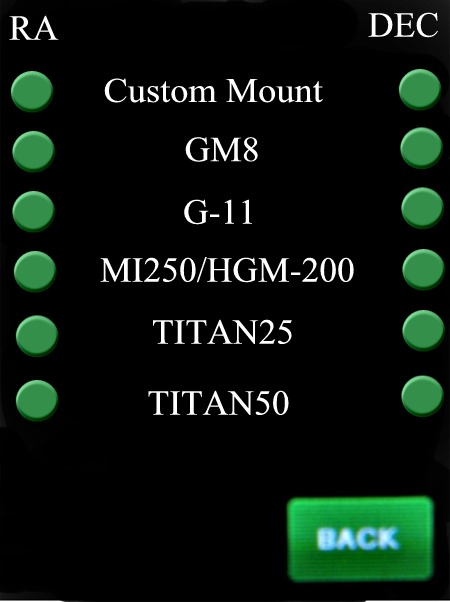 RA DEC
Custom Mount
GM8
G-11
MI250/HGM-200
TITAN25
TITAN50
BACK